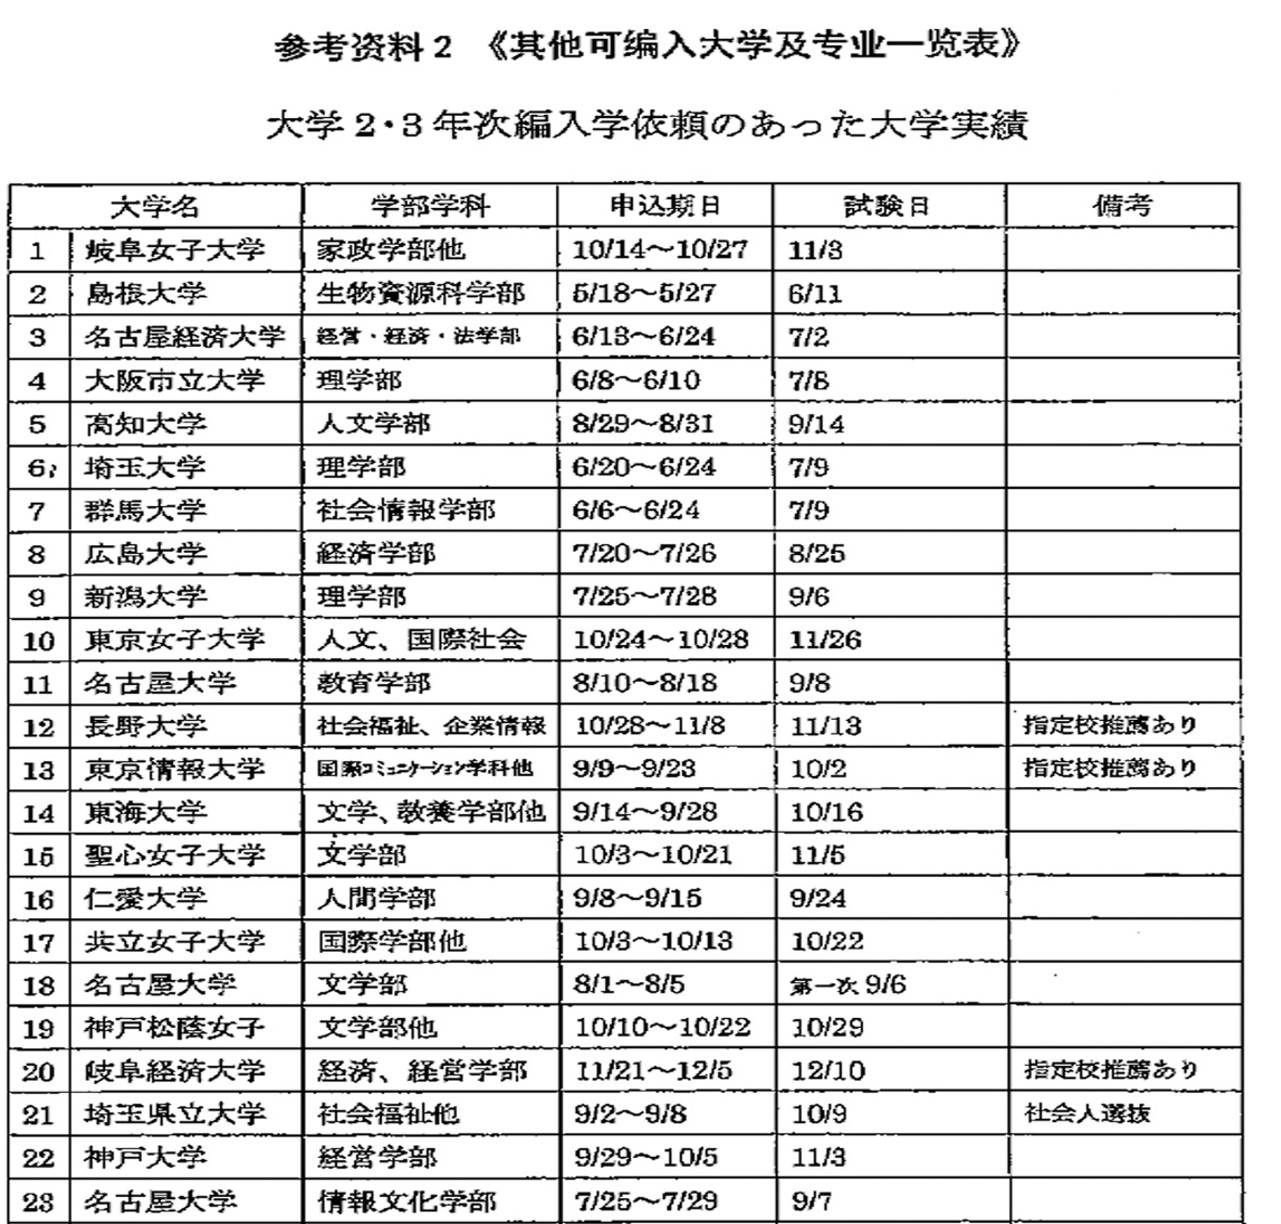 参考资料2 《其他可编入大学及专业一览表》
大学2・3年次編入学依頼のあった大学実績
大学名 学部学科 申込期日 試験日 備考
1 岐阜女子大学 家政学部他 10/14～10/27 11/3
2 島根大学 生物資源科学部 5/18～5/27 6/11
3 名古屋経済大学 経営・経済・法学部 6/13～6/24 7/2
4 大阪市立大学 理学部 6/8～6/10 7/8
5 高知大学 人文学部 8/29～8/31 9/14
6 埼玉大学 理学部 6/20～6/24 7/9
7 群馬大学 社会情報学部 6/6～6/24 7/9
8 広島大学 経済学部 7/20～7/26 8/25
9 新潟大学 理学部 7/25～7/28 9/6
10 東京女子大学 人文、国際社会 10/24～10/28 11/26
11 名古屋大学 教育学部 8/10～8/18 9/8
12 長野大学 社会福祉、企業情報 10/28～11/8 11/13 指定校推薦あり
13 東京情報大学 国際コミュニケーション学科他 9/9～9/23 10/2 指定校推薦あり
14 東海大学 文学、教養学部他 9/14～9/28 10/16
15 聖心女子大学 文学部 10/3～10/21 11/5
16 仁愛大学 人間学部 9/8～9/15 9/24
17 共立女子大学 国際学部他 10/3～10/13 10/22
18 名古屋大学 文学部 8/1～8/5 第一次 9/6
19 神戸松蔭女子 文学部他 10/10～10/22 10/29
20 岐阜経済大学 経済、経営学部 11/21～12/5 12/10 指定校推薦あり
21 埼玉県立大学 社会福祉他 9/2～9/8 10/9 社会人選抜
22 神戸大学 経営学部 9/29～10/5 11/3
23 名古屋大学 情報文化学部 7/25～7/29 9/7